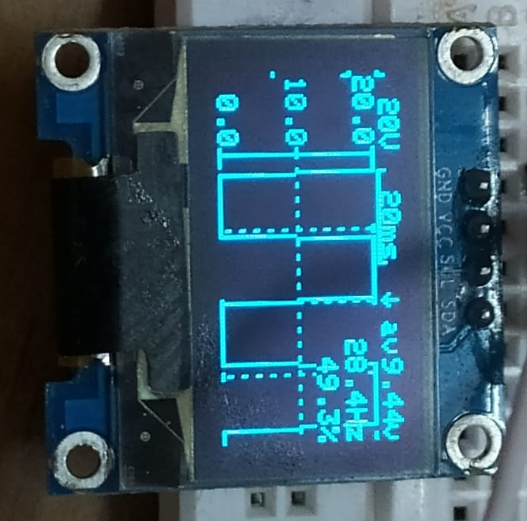 20V 20ms ↓ av9.44v
20.0 28.4Hz
49.3%
10.0
0.0
GND VCC SCL SDA